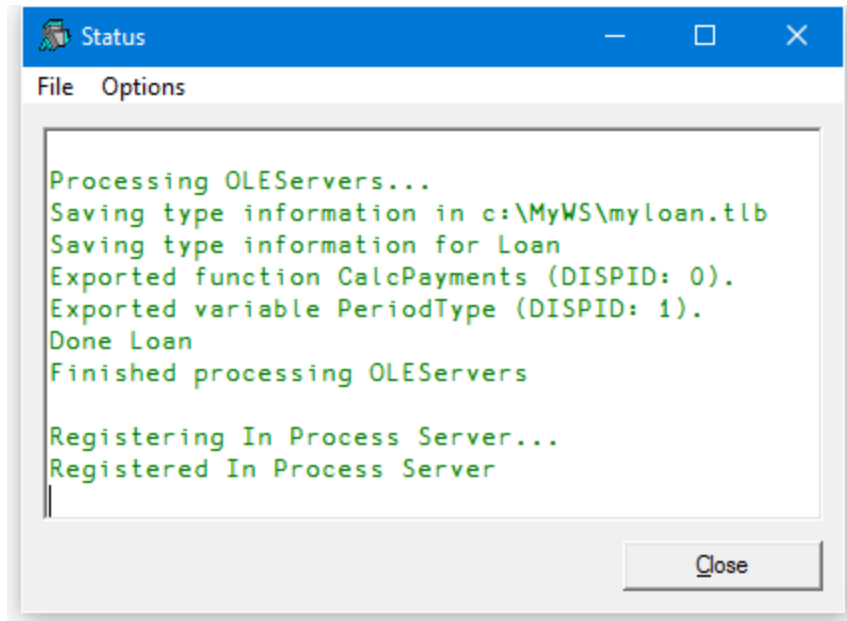 Status
File Options
Processing OLEServers...
Saving type information in c:\MyWS\myloan.tlb
Saving type information for Loan
Exported function CalcPayments (DISPID: 0).
Exported variable PeriodType (DISPID: 1).
Done Loan
Finished processing OLEServers
Registering In Process Server...
Registered In Process Server
Close